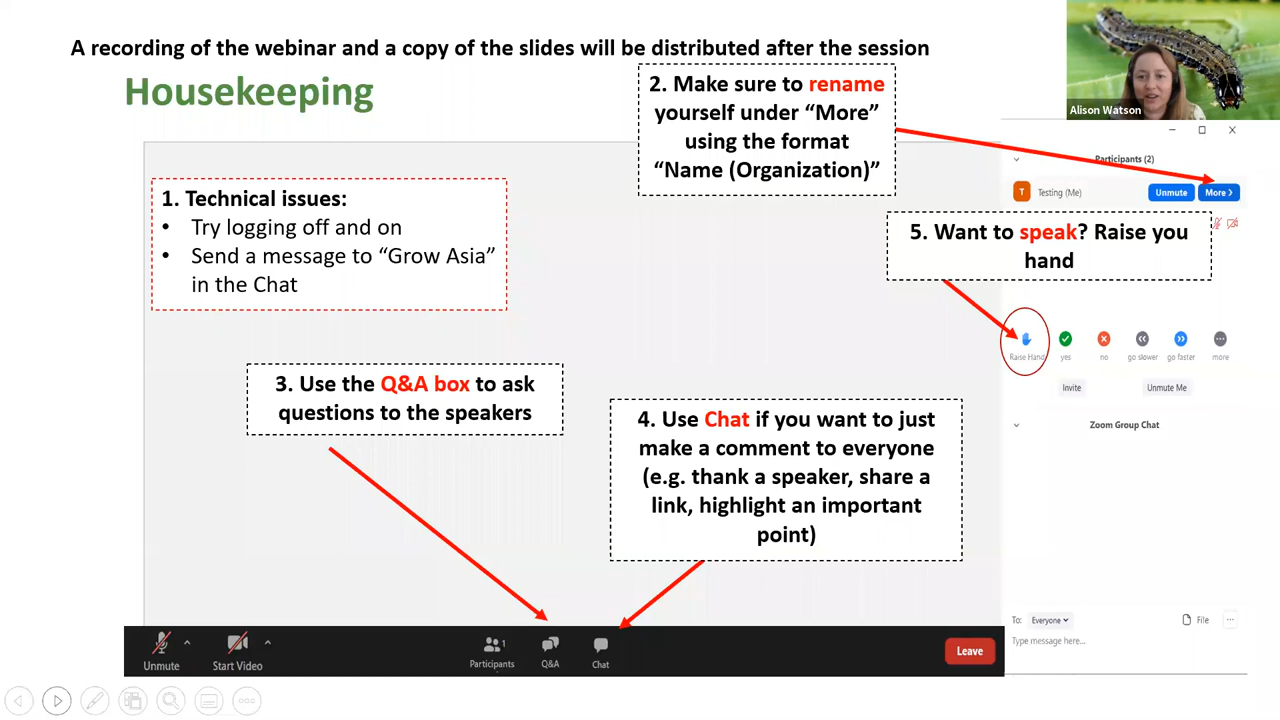 A recording of the webinar and a copy of the slides will be distributed after the session
Housekeeping
Alison Watson
1. Technical issues:
• Try logging off and on
• Send a message to “Grow Asia”
in the Chat
2. Make sure to rename
yourself under “More”
using the format
“Name (Organization)”
Participants (2)
T
Testing (Me)
Unmute
More >
5. Want to speak? Raise you
hand
Raise Hand
yes
no
go slower
go faster
more
Invite
Unmute Me
3. Use the Q&A box to ask
questions to the speakers
4. Use Chat if you want to just
make a comment to everyone
(e.g. thank a speaker, share a
link, highlight an important
point)
Zoom Group Chat
To: Everyone
File
Type message here...
Unmute
Start Video
1
Participants
Q&A
Chat
Leave